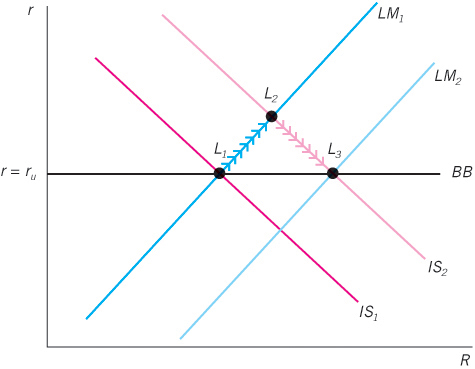 r
LM₁
LM₂
L₂
L₁
L₃
r = rᵤ
BB
IS₂
IS₁
R